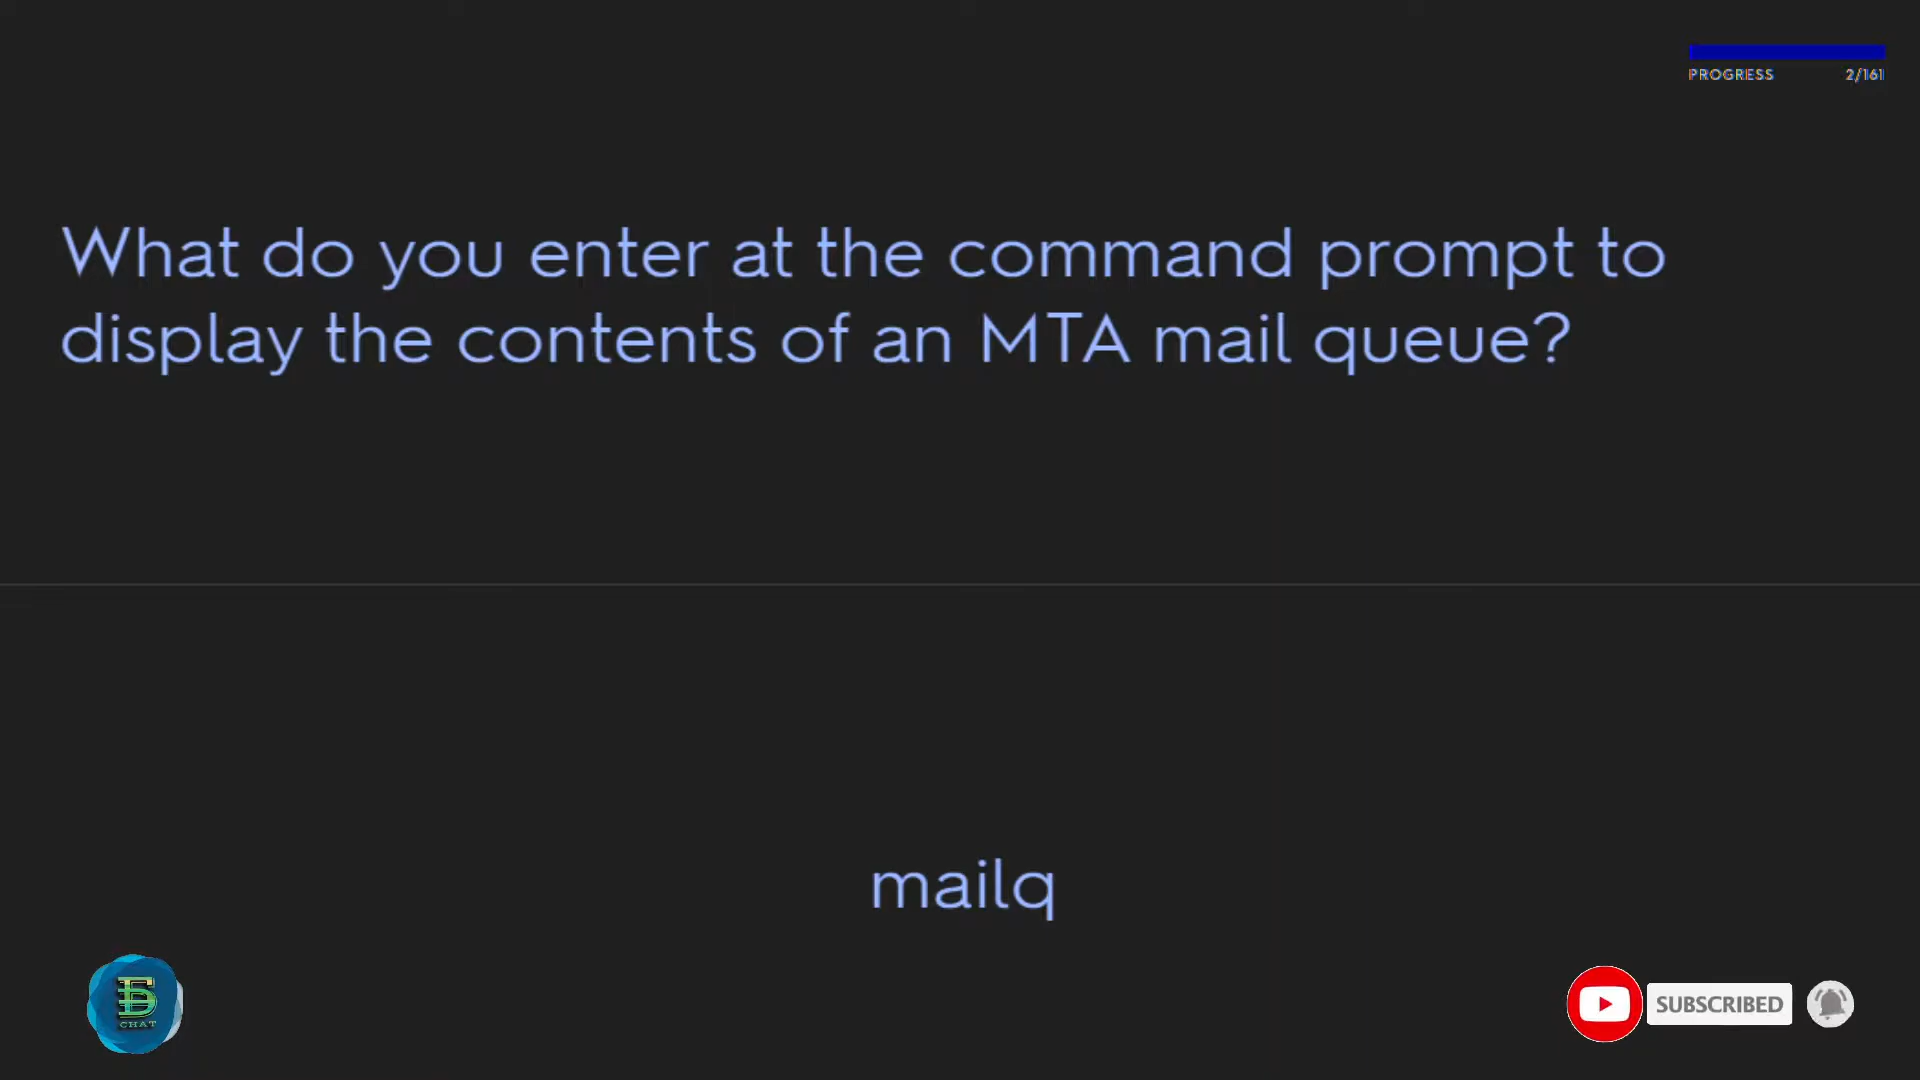 PROGRESS 2/161
What do you enter at the command prompt to
display the contents of an MTA mail queue?
mailq
CHAT
SUBSCRIBED